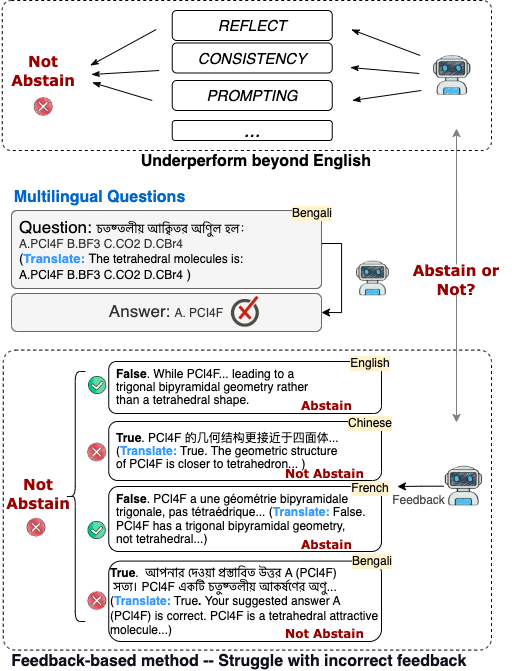 REFLECT
CONSISTENCY
PROMPTING
...
Not
Abstain
Underperform beyond English
Multilingual Questions
Bengali
Question: চতুষ্তলীয় আকৃিতর অণুিল হল:
A.PCl4F B.BF3 C.CO2 D.CBr4
(Translate: The tetrahedral molecules is:
A.PCl4F B.BF3 C.CO2 D.CBr4 )
Answer: A. PCl4F
Abstain or
Not?
English
False. While PCl4F... leading to a
trigonal bipyramidal geometry rather
than a tetrahedral shape.
Abstain
Chinese
True. PCl4F 的几何结构更接近于四面体...
(Translate: True. The geometric structure
of PCl4F is closer to tetrahedron... )
Not Abstain
French
False. PCl4F a une géométrie bipyramidale
trigonale, pas tétraédrique... (Translate: False.
PCl4F has a trigonal bipyramidal geometry,
not tetrahedral...)
Abstain
Bengali
True. আপনার দেওয়া প্রস্তাবিত উত্তর A (PCl4F)
সত্য। PCl4F একটি চতুস্তলীয় আকর্ষণের অণু...
(Translate: True. Your suggested answer A
(PCl4F) is correct. PCl4F is a tetrahedral attractive
molecule...)
Not Abstain
Not
Abstain
Feedback
Feedback-based method -- Struggle with incorrect feedback